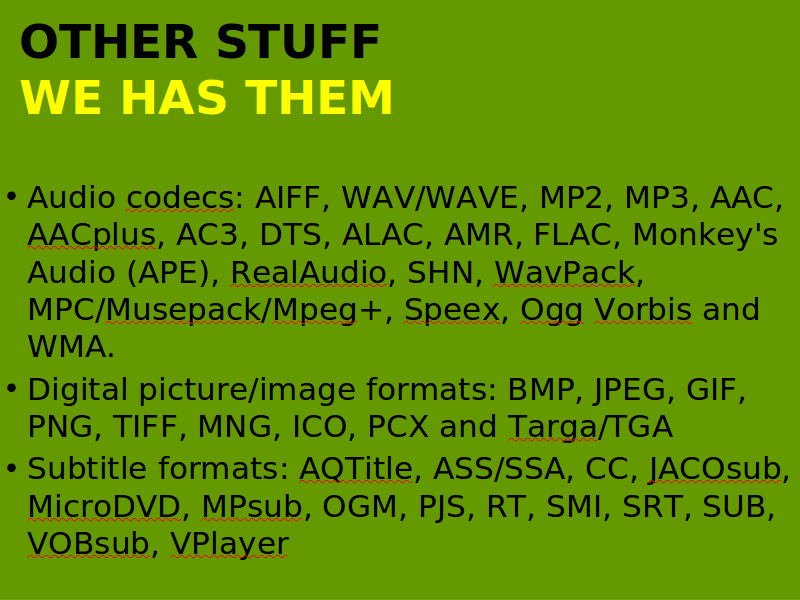 OTHER STUFF
WE HAS THEM
• Audio codecs: AIFF, WAV/WAVE, MP2, MP3, AAC,
AACplus, AC3, DTS, ALAC, AMR, FLAC, Monkey's
Audio (APE), RealAudio, SHN, WavPack,
MPC/Musepack/Mpeg+, Speex, Ogg Vorbis and
WMA.
• Digital picture/image formats: BMP, JPEG, GIF,
PNG, TIFF, MNG, ICO, PCX and Targa/TGA
• Subtitle formats: AQTitle, ASS/SSA, CC, JACOsub,
MicroDVD, MPsub, OGM, PJS, RT, SMI, SRT, SUB,
VOBsub, VPlayer